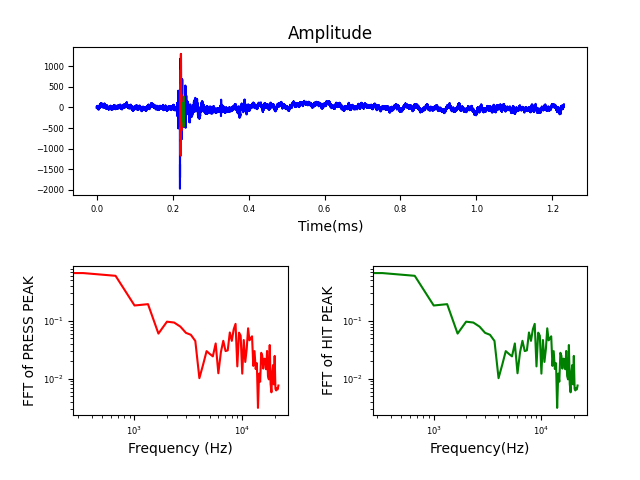 Amplitude
1000
500
0
−500
−1000
−1500
−2000
0.0 0.2 0.4 0.6 0.8 1.0 1.2
Time(ms)
FFT of PRESS PEAK
10⁻¹
10⁻²
10³ 10⁴
Frequency (Hz)
FFT of HIT PEAK
10⁻¹
10⁻²
10³ 10⁴
Frequency(Hz)